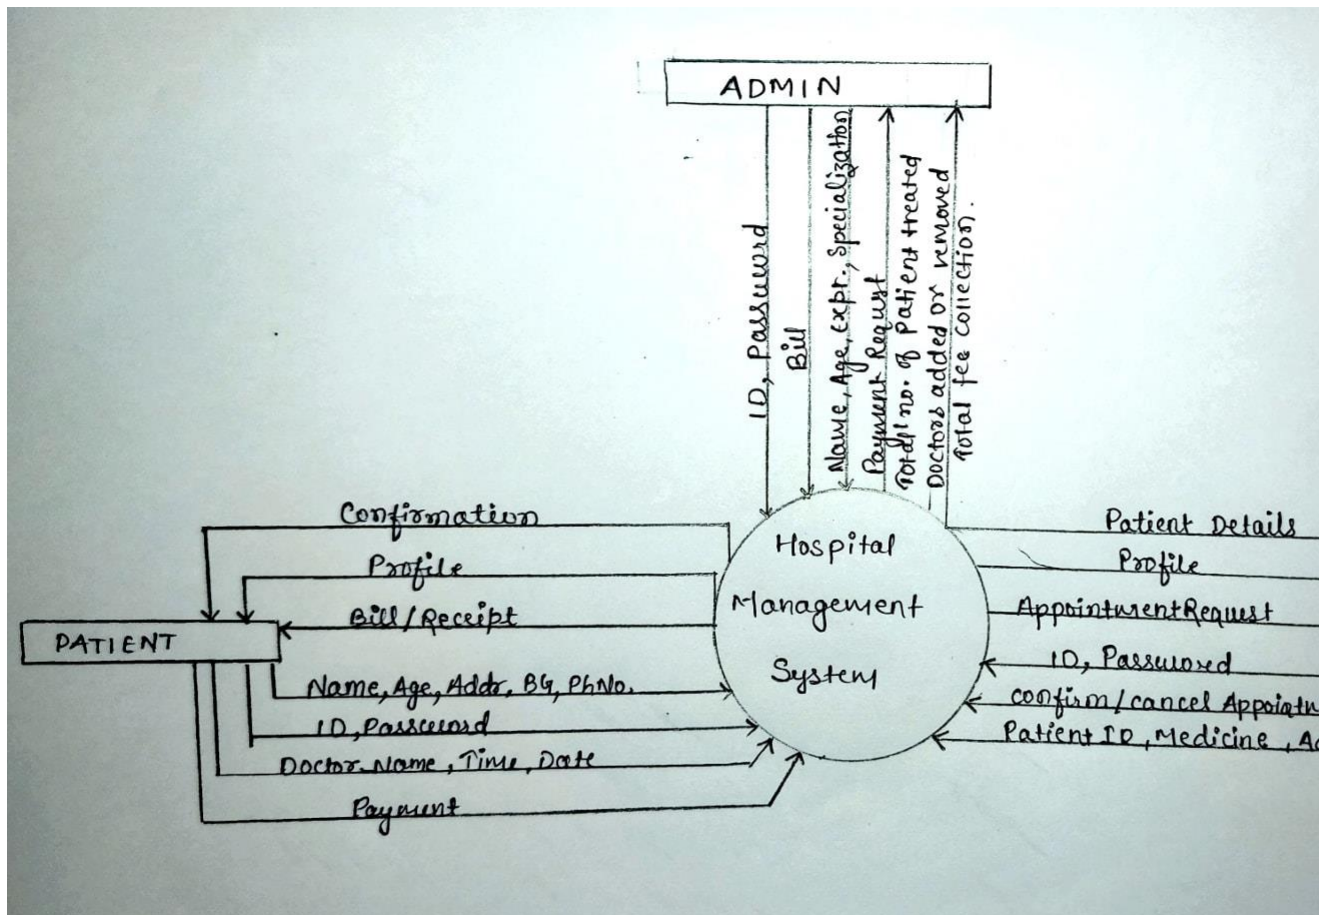 ADMIN
ID, Password
Bill
Name, Age, Expr., Specialization
Payment Request
Total no. of Patient treated
Doctors added or removed
Total fee collection.
Confirmation
Profile
Bill/Receipt
PATIENT
Name, Age, Addr, BG, PhNo.
ID, Password
Doctor Name, Time, Date
Payment
Hospital
Management
System
Patient Details
Profile
Appointment Request
ID, Password
confirm/cancel
Patient ID, Medicine,